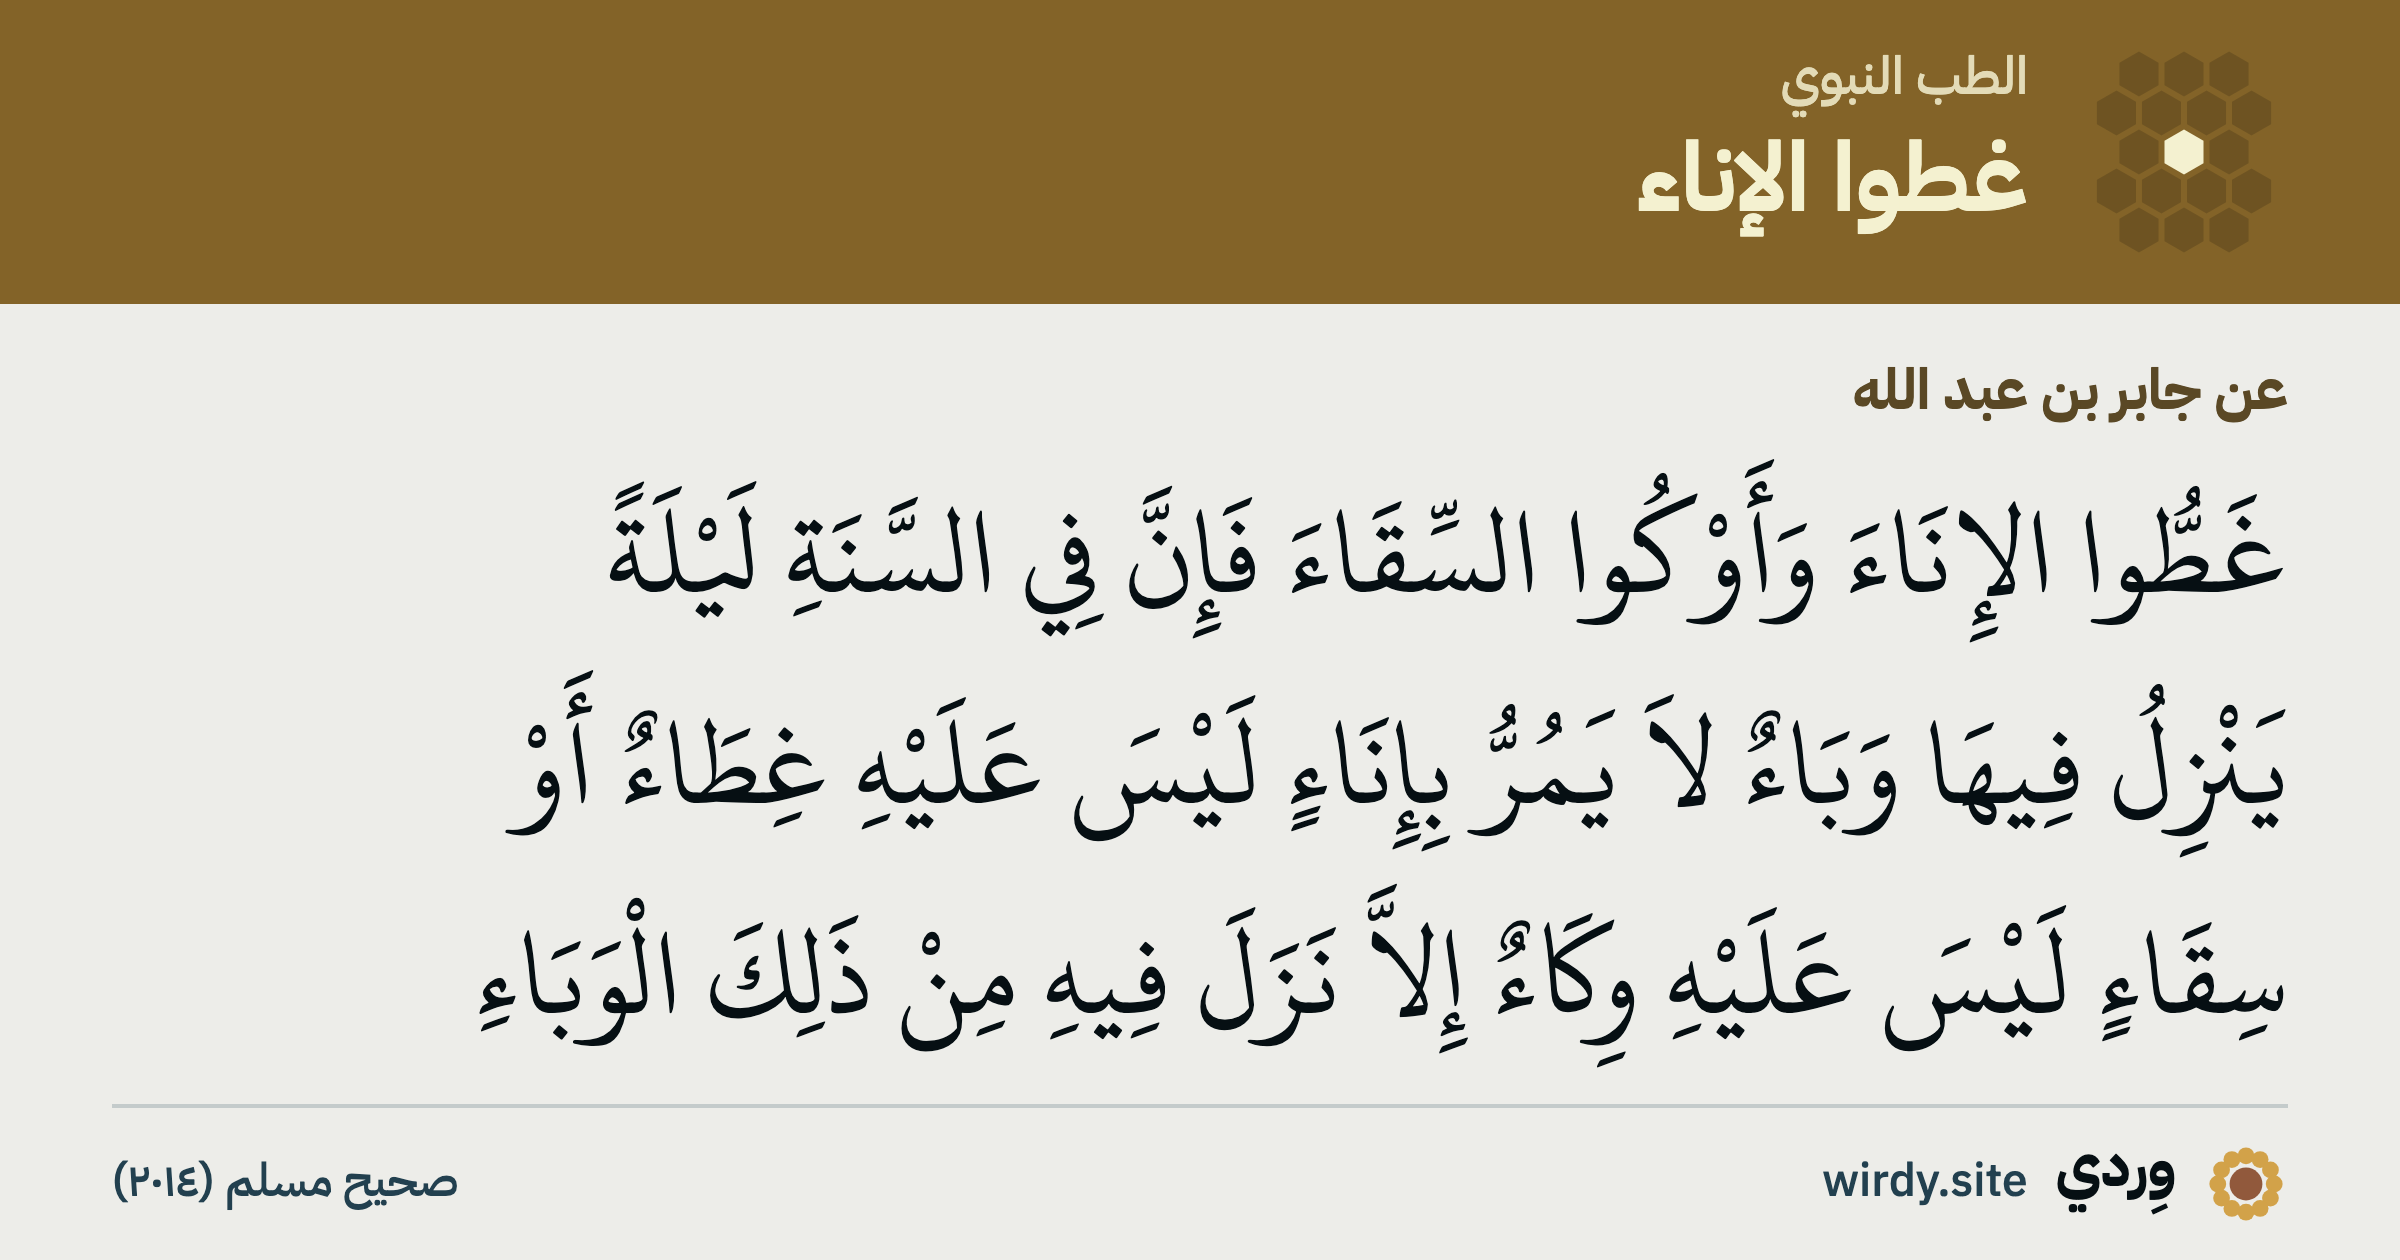 الطب النبوي
غطوا الإناء
عن جابر بن عبد الله
غَطُّوا الإِنَاءَ وَأَوْكُوا السِّقَاءَ فَإِنَّ فِي السَّنَةِ لَيْلَةً
يَنْزِلُ فِيهَا وَبَاءٌ لاَ يَمُرُّ بِإِنَاءٍ لَيْسَ عَلَيْهِ غِطَاءٌ أَوْ
سِقَاءٍ لَيْسَ عَلَيْهِ وِكَاءٌ إِلاَّ نَزَلَ فِيهِ مِنْ ذَلِكَ الْوَبَاءِ
وِردي wirdy.site
صحيح مسلم (٢٠١٤)